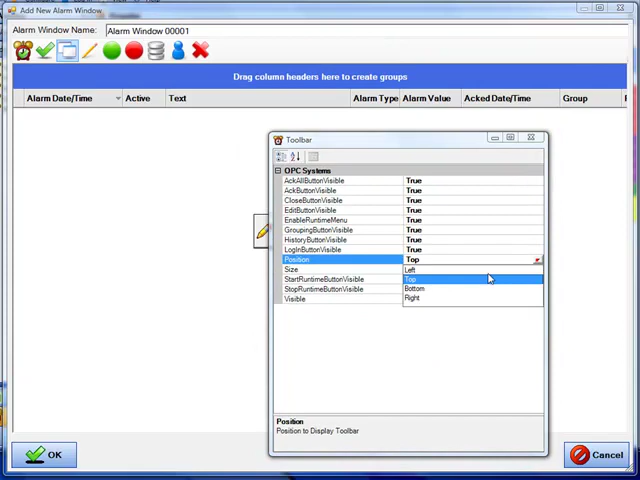 Add New Alarm Window
Alarm Window Name: Alarm Window 00001
Drag column headers here to create groups
Alarm Date/Time Active Text Alarm Type Alarm Value Acked Date/Time Group
Toolbar
OPC Systems
AckAllButtonVisible True
AckButtonVisible True
CloseButtonVisible True
EditButtonVisible True
EnableRuntimeMenu True
GroupingButtonVisible True
HistoryButtonVisible True
LogInButtonVisible True
Position Top
Size Left
StartRuntimeButtonVisible Top
StopRuntimeButtonVisible Bottom
Visible Right
Position
Position to Display Toolbar
OK Cancel